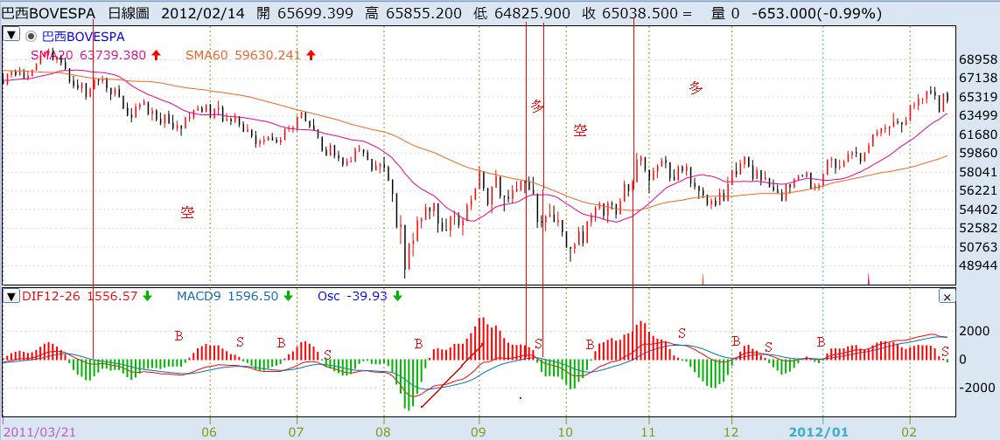 巴西BOVESPA 日線圖 2012/02/14 開 65699.399 高 65855.200 低 64825.900 收 65038.500 = 量 0 -653.000(-0.99%)
▼ 巴西BOVESPA
SMA20 63739.380 SMA60 59630.241
68958
67138
65319
63499
61680
59860
58041
56221
54402
52582
50763
48944
多
多
空
空
▼ DIF12-26 1556.57 MACD9 1596.50 Osc -39.93
2000
0
-2000
B S B S B S B S B S B S
2011/03/21 06 07 08 09 10 11 12 2012/01 02